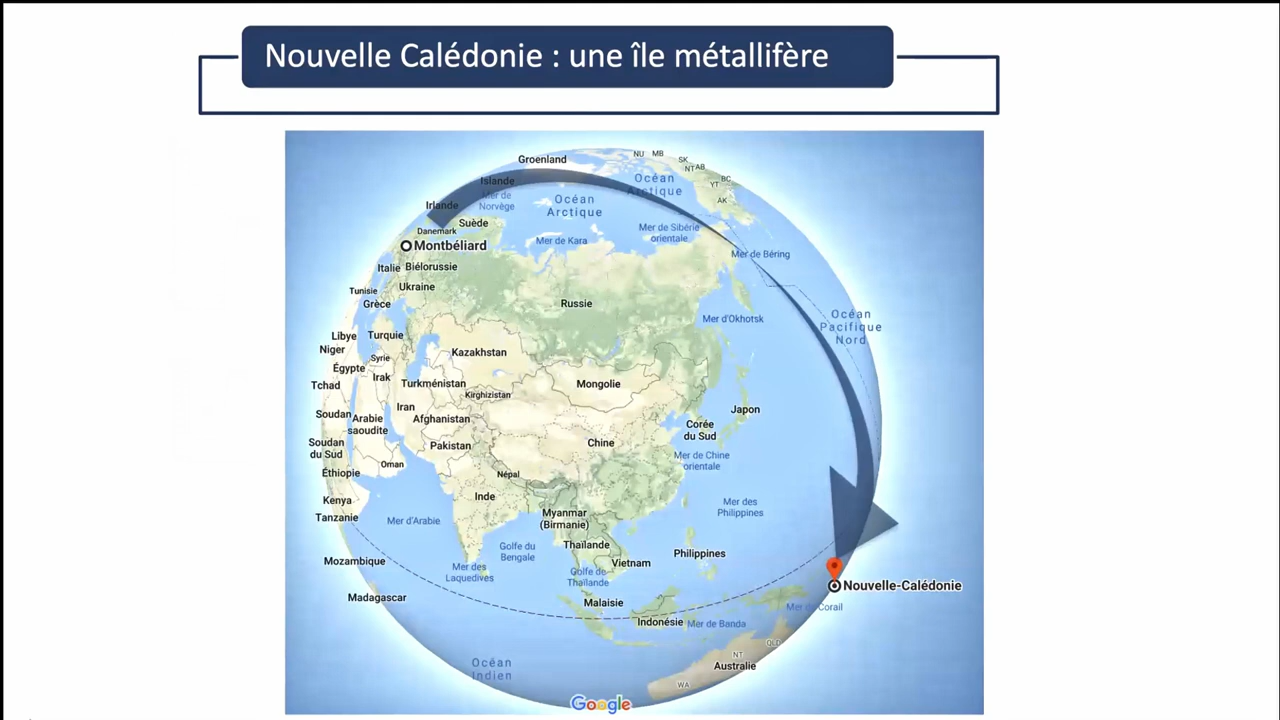 Nouvelle Calédonie : une île métallifère
Groenland
NU
MB
SK
NT
AB
BC
YT
AK
Islande
Océan
Arctique
Mer de
Norvège
Irlande
Océan
Arctique
Suède
Danemark
Mer de Sibérie
orientale
Mer de Kara
Montbéliard
Mer de Béring
Italie
Biélorussie
Ukraine
Tunisie
Grèce
Russie
Mer d'Okhotsk
Océan
Pacifique
Nord
Libye
Turquie
Niger
Syrie
Kazakhstan
Égypte
Irak
Tchad
Turkménistan
Kirghizistan
Mongolie
Iran
Japon
Soudan
Arabie
saoudite
Afghanistan
Corée
du Sud
Soudan
du Sud
Pakistan
Chine
Mer de Chine
orientale
Oman
Éthiopie
Népal
Inde
Kenya
Mer des
Philippines
Tanzanie
Mer d'Arabie
Myanmar
(Birmanie)
Golfe du
Bengale
Thaïlande
Philippines
Mozambique
Mer des
Laquedives
Golfe de
Thaïlande
Vietnam
Nouvelle-Calédonie
Madagascar
Malaisie
Mer du Corail
Indonésie
Mer de Banda
QLD
NT
Australie
Océan
Indien
WA
Google